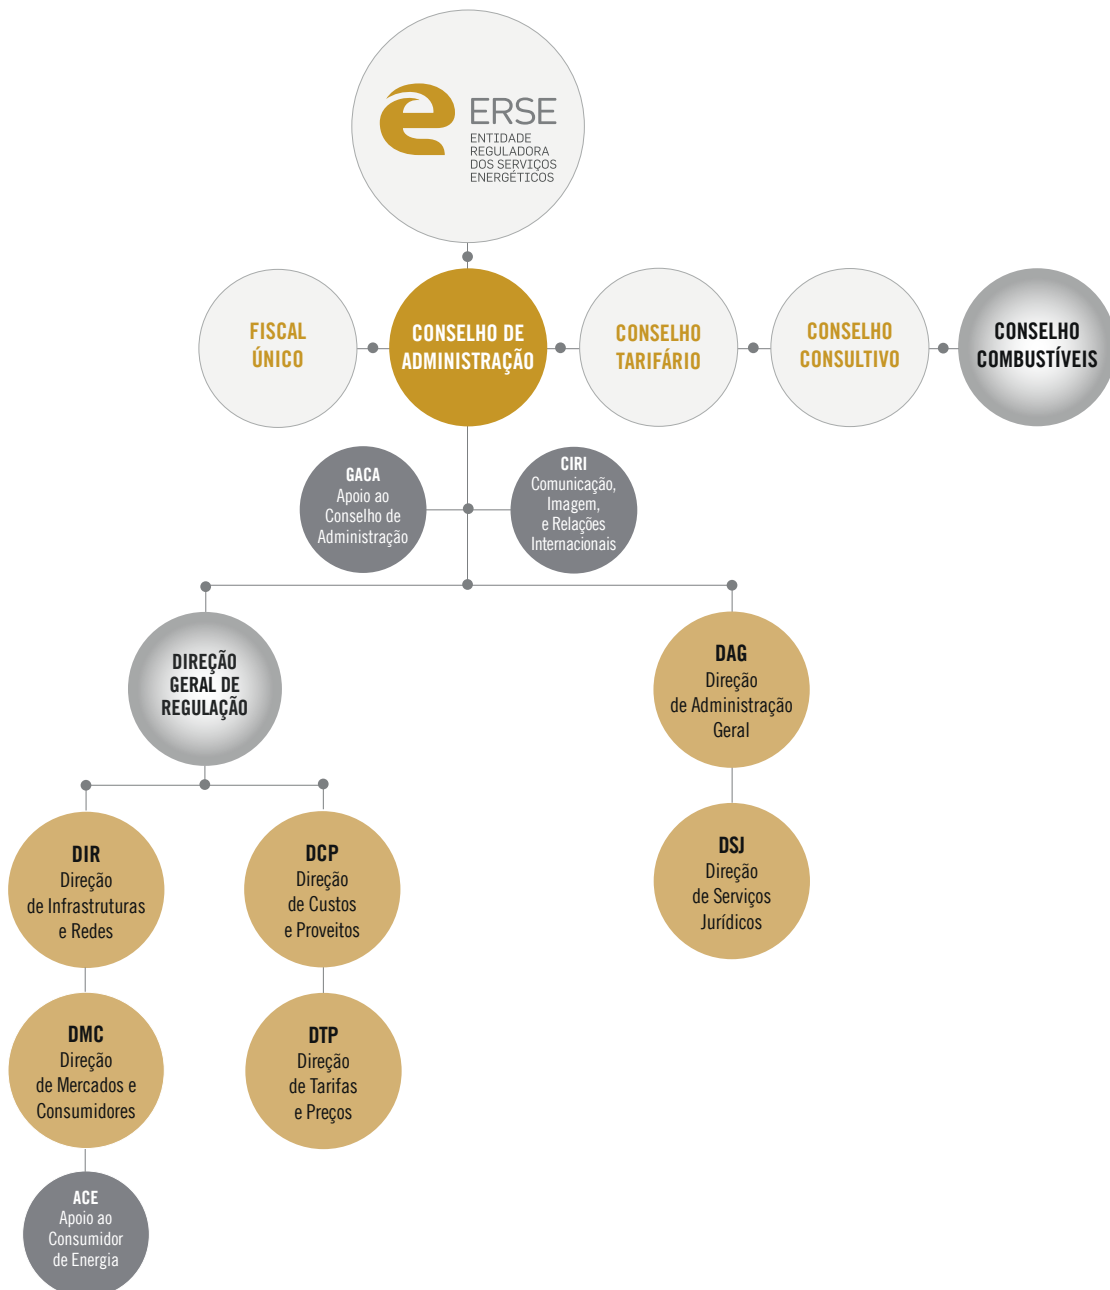 ERSE
ENTIDADE
REGULADORA
DOS SERVIÇOS
ENERGÉTICOS
FISCAL
ÚNICO
CONSELHO DE
ADMINISTRAÇÃO
CONSELHO
TARIFÁRIO
CONSELHO
CONSULTIVO
CONSELHO
COMBUSTÍVEIS
GACA
Apoio ao
Conselho de
Administração
CIRI
Comunicação,
Imagem,
e Relações
Internacionais
DIREÇÃO
GERAL DE
REGULAÇÃO
DAG
Direção
de Administração
Geral
DIR
Direção
de Infrastruturas
e Redes
DCP
Direção
de Custos
e Proveitos
DSJ
Direção
de Serviços
Jurídicos
DMC
Direção
de Mercados e
Consumidores
DTP
Direção
de Tarifas
e Preços
ACE
Apoio ao
Consumidor
de Energia